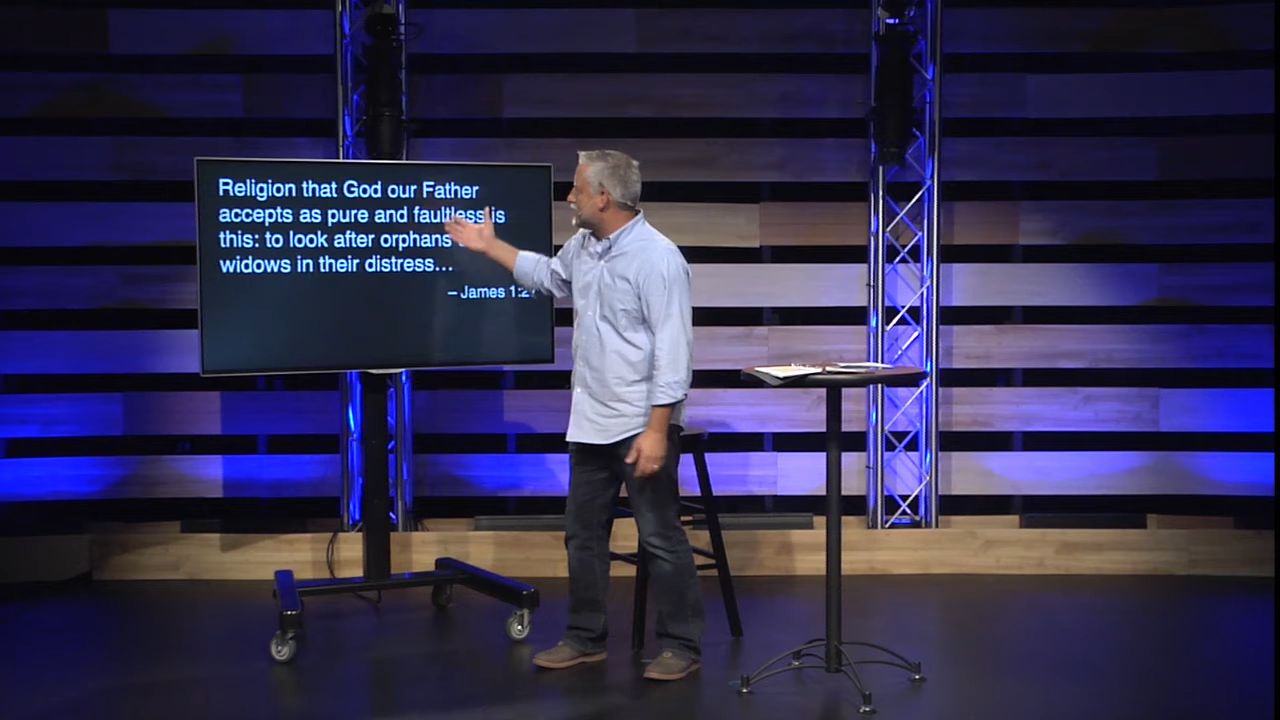 Religion that God our Father
accepts as pure and faultless is
this: to look after orphans
widows in their distress…
– James 1:27